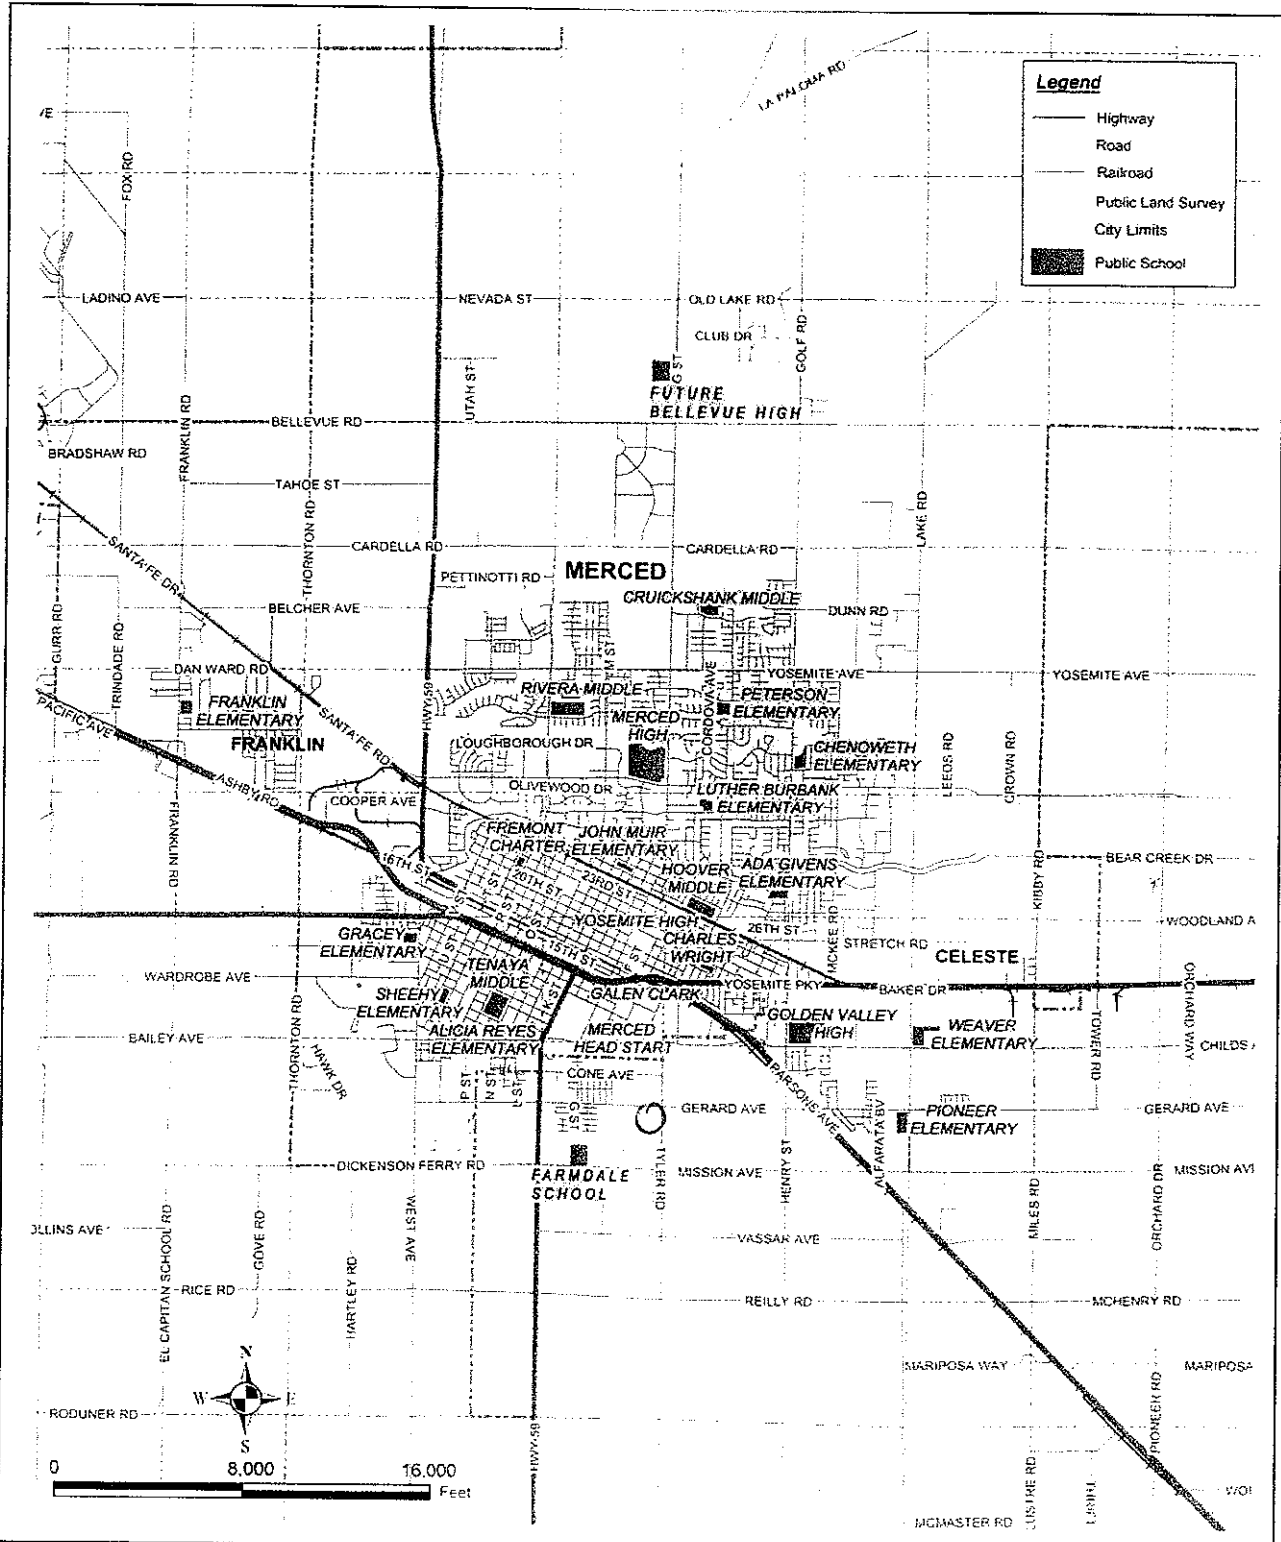 LA PALOMA RD
Legend
Highway
Road
Railroad
Public Land Survey
City Limits
Public School
FOX RD
LADINO AVE
NEVADA ST
OLD LAKE RD
CLUB DR
GOLF RD
UTAH ST
G ST
FUTURE
BELLEVUE HIGH
FRANKLIN RD
BELLEVUE RD
BRADSHAW RD
TAHOE ST
THORNTON RD
LAKE RD
SANTA FE DR
CARDELLA RD
CARDELLA RD
MERCED
PETTINOTTI RD
CRUICKSHANK MIDDLE
BELCHER AVE
DUNN RD
GURR RD
TRINDADE RD
M ST
DAN WARD RD
YOSEMITE AVE
YOSEMITE AVE
RIVERA MIDDLE
CORDOVA AVE
PETERSON
ELEMENTARY
FRANKLIN
ELEMENTARY
PACIFIC AVE
SANTA FE RD
HWY 59
MERCED
HIGH
FRANKLIN
LOUGHBOROUGH DR
CHENOWETH
ELEMENTARY
LEEDS RD
CROWN RD
ASHBY RD
OLIVEWOOD DR
LUTHER BURBANK
ELEMENTARY
COOPER AVE
FRANKLIN RD
FREMONT
CHARTER
JOHN MUIR
ELEMENTARY
16TH ST
20TH ST
23RD ST
HOOVER
MIDDLE
ADA GIVENS
ELEMENTARY
KIBBY RD
BEAR CREEK DR
V ST
R ST
YOSEMITE HIGH
WOODLAND A
GRACEY
ELEMENTARY
U ST
15TH ST
CHARLES
WRIGHT
26TH ST
MCKEE RD
STRETCH RD
CELESTE
WARDROBE AVE
TENAYA
MIDDLE
YOSEMITE PKY
BAKER DR
SHEEHY
ELEMENTARY
K ST
GALEN CLARK
ORCHARD WAY
ALICIA REYES
ELEMENTARY
MERCED
HEAD START
GOLDEN VALLEY
HIGH
WEAVER
ELEMENTARY
TOWER RD
BAILEY AVE
CHILDS A
THORNTON RD
HAWK DR
P ST
N ST
L ST
CONE AVE
PARSONS AVE
G ST
GERARD AVE
ALFARATA BV
PIONEER
ELEMENTARY
GERARD AVE
DICKENSON FERRY RD
FARMDALE
SCHOOL
TYLER RD
MISSION AVE
HENRY ST
MISSION AVE
OLLINS AVE
EL CAPITAN SCHOOL RD
GOVE RD
WEST AVE
VASSAR AVE
MILES RD
ORCHARD DR
RICE RD
HARTLEY RD
REILLY RD
MCHENRY RD
MARIPOSA WAY
MARIPOSA
N
W E
S
RODUNER RD
HWY 59
PIONEER RD
0 8,000 16,000
Feet
LUSTRE RD
MCMASTER RD